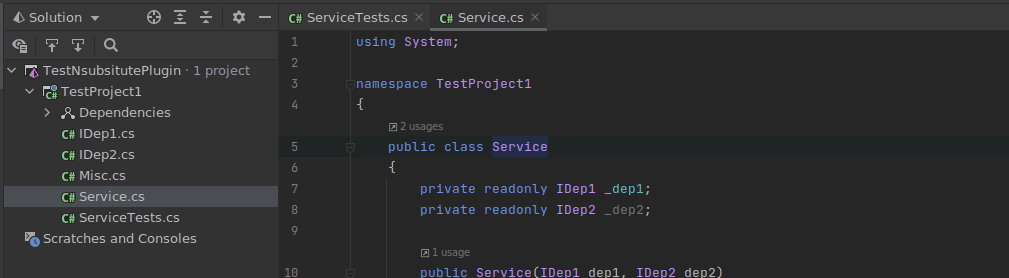 Solution
TestNsubsitutePlugin · 1 project
TestProject1
Dependencies
IDep1.cs
IDep2.cs
Misc.cs
Service.cs
ServiceTests.cs
Scratches and Consoles
ServiceTests.cs
Service.cs
1 using System;
2
3 namespace TestProject1
4 {
2 usages
5 public class Service
6 {
7 private readonly IDep1 _dep1;
8 private readonly IDep2 _dep2;
9
1 usage
10 public Service(IDep1 dep1, IDep2 dep2)